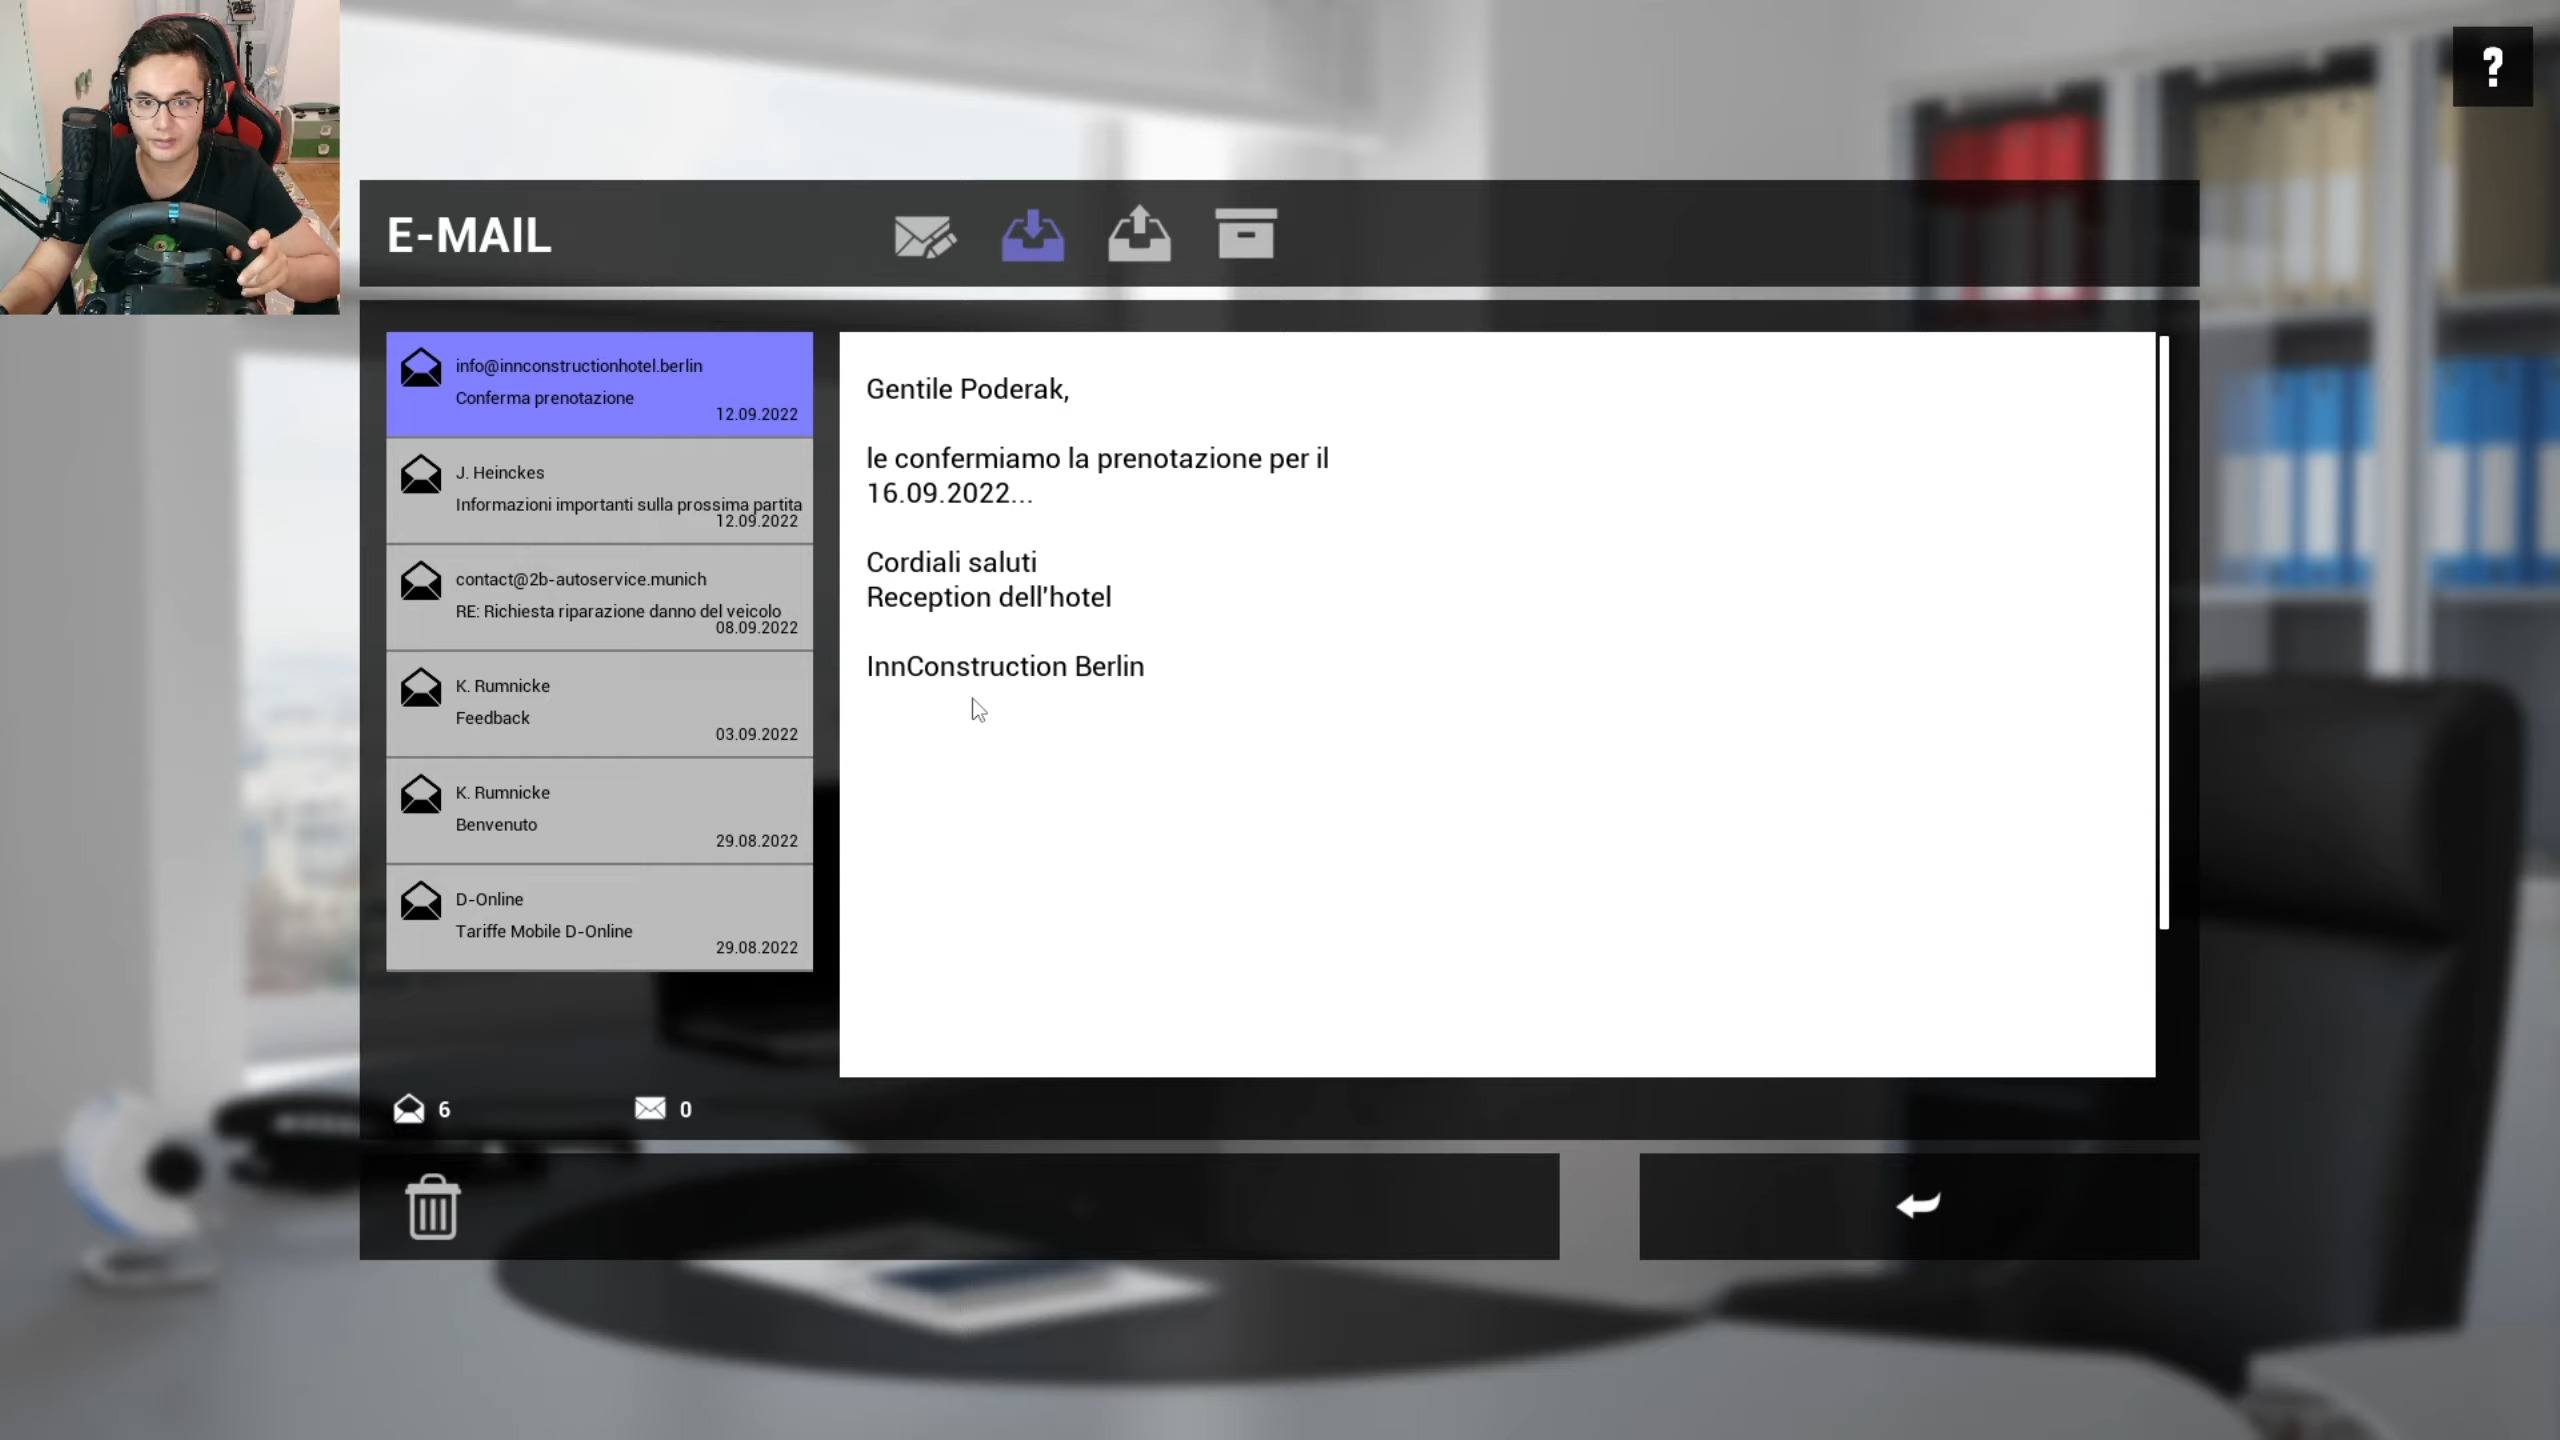 ?
E-MAIL
info@innconstructionhotel.berlin
Conferma prenotazione
12.09.2022
J. Heinckes
Informazioni importanti sulla prossima partita
12.09.2022
contact@2b-autoservice.munich
RE: Richiesta riparazione danno del veicolo
08.09.2022
K. Rumnicke
Feedback
03.09.2022
K. Rumnicke
Benvenuto
29.08.2022
D-Online
Tariffe Mobile D-Online
29.08.2022
6
0
Gentile Poderak,
le confermiamo la prenotazione per il
16.09.2022...
Cordiali saluti
Reception dell'hotel
InnConstruction Berlin